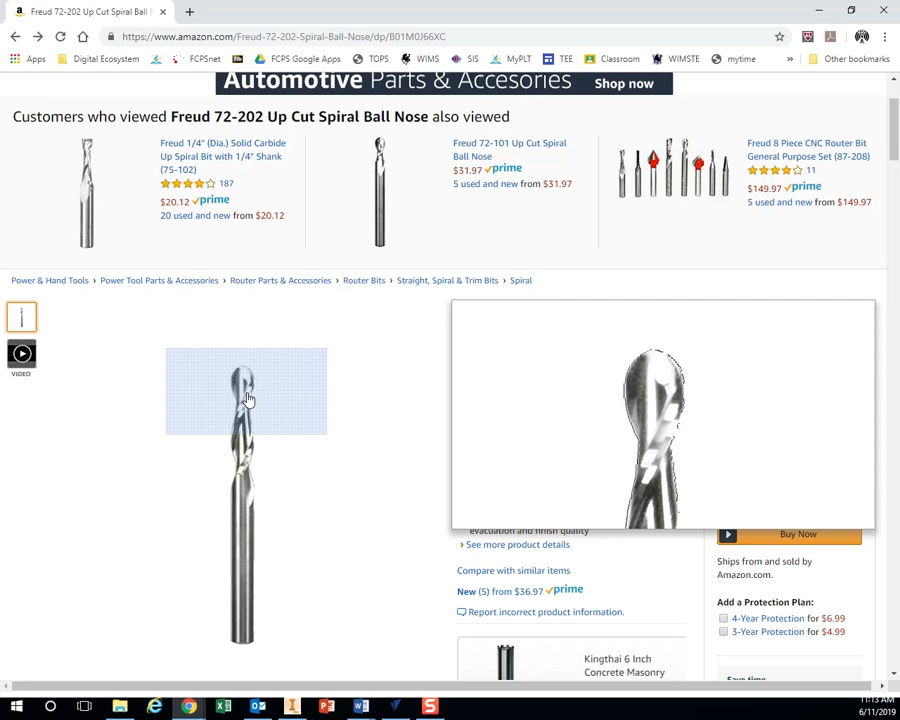 Freud 72-202 Up Cut Spiral Ball N
https://www.amazon.com/Freud-72-202-Spiral-Ball-Nose/dp/B01M0J66XC
Apps Digital Ecosystem FCPSnet FCPS Google Apps TOPS WIMS SIS MyPLT TEE Classroom WIMSTE mytime » Other bookmarks
Automotive Parts & Accesories Shop now
Customers who viewed Freud 72-202 Up Cut Spiral Ball Nose also viewed
Freud 1/4" (Dia.) Solid Carbide
Up Spiral Bit with 1/4" Shank
(75-102)
187
$20.12 prime
20 used and new from $20.12
Freud 72-101 Up Cut Spiral
Ball Nose
$31.97 prime
5 used and new from $31.97
Freud 8 Piece CNC Router Bit
General Purpose Set (87-208)
11
$149.97 prime
5 used and new from $149.97
Power & Hand Tools › Power Tool Parts & Accessories › Router Parts & Accessories › Router Bits › Straight, Spiral & Trim Bits › Spiral
VIDEO
evacuation and finish quality
› See more product details
Compare with similar items
New (5) from $36.97 prime
Report incorrect product information.
Kingthai 6 Inch
Concrete Masonry
Buy Now
Ships from and sold by
Amazon.com.
Add a Protection Plan:
4-Year Protection for $6.99
3-Year Protection for $4.99
Save time
11:13 AM
6/11/2019